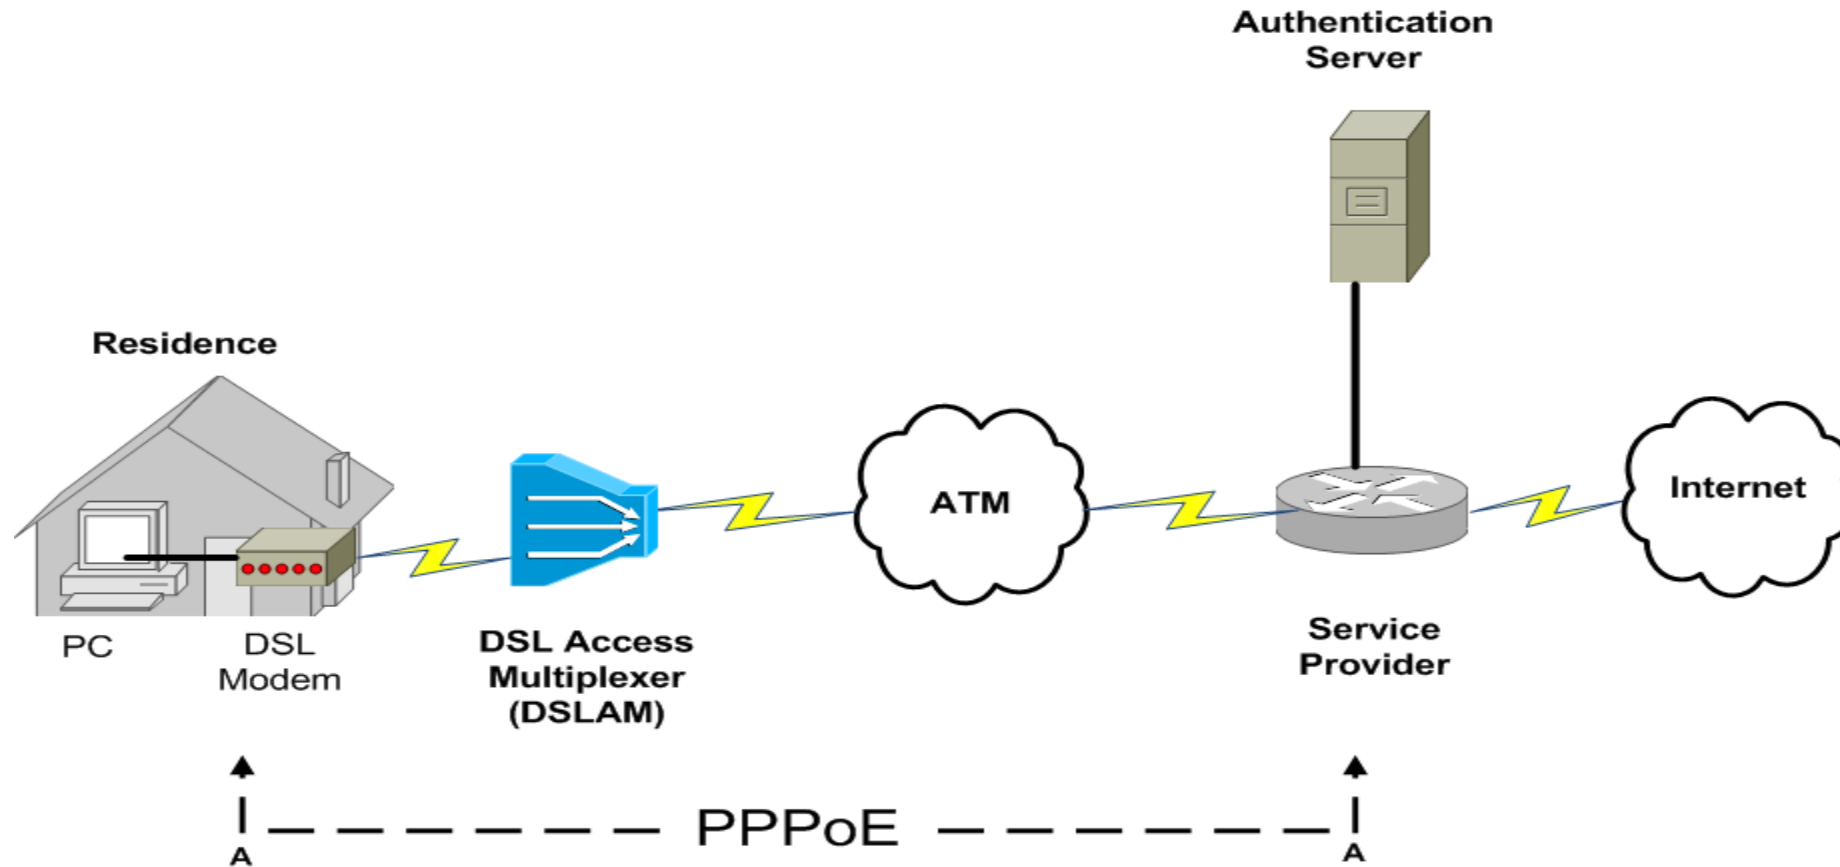 Authentication
Server
Residence
ATM
Internet
PC
DSL
Modem
DSL Access
Multiplexer
(DSLAM)
Service
Provider
PPPoE
A
A